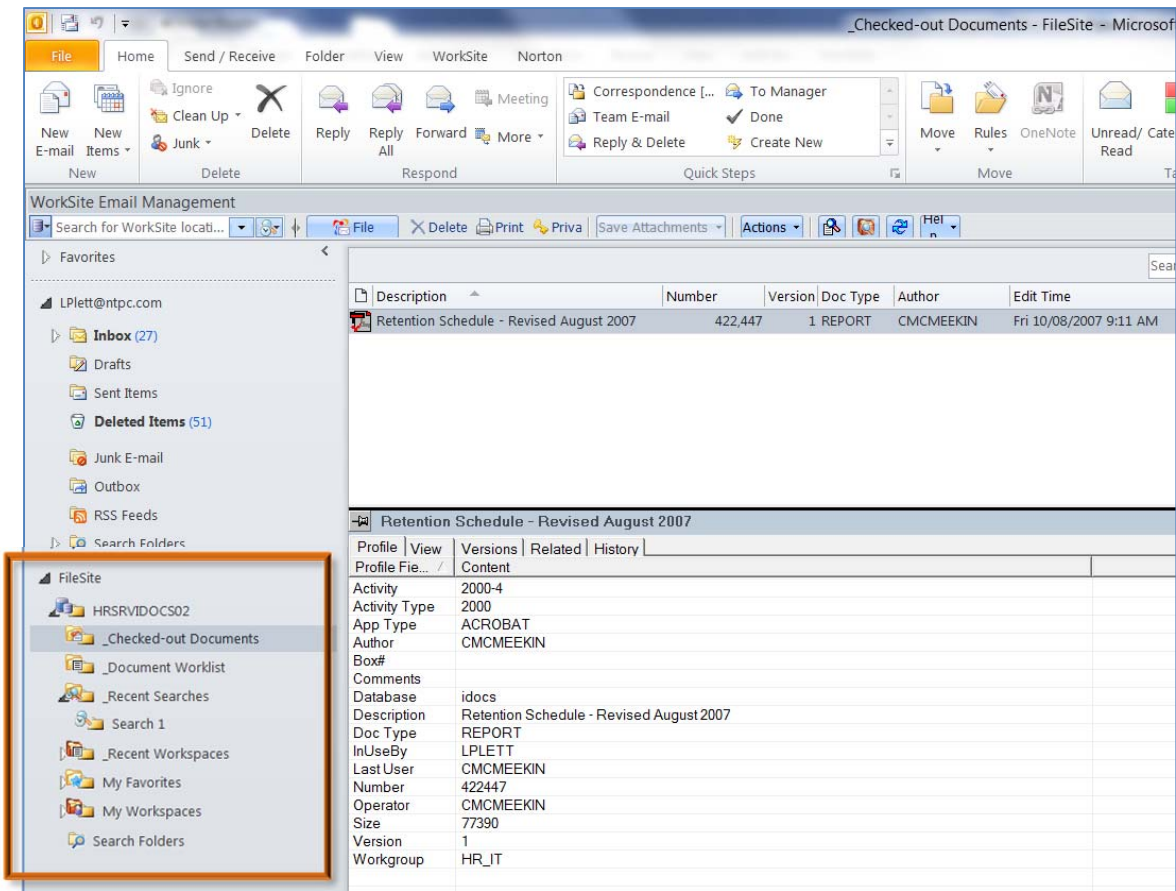 _Checked-out Documents - FileSite - Microsof
File Home Send / Receive Folder View WorkSite Norton
Ignore
Clean Up
Junk
New E-mail
New Items
Delete
Reply
Reply All
Forward
Meeting
More
Correspondence [...
To Manager
Team E-mail
Done
Reply & Delete
Create New
Move
Rules
OneNote
Unread/ Read
Cate
New Delete Respond Quick Steps Move Ta
WorkSite Email Management
Search for WorkSite locati... File Delete Print Priva Save Attachments Actions Hel
Favorites
Sear
LPlett@ntpc.com
Inbox (27)
Drafts
Sent Items
Deleted Items (51)
Junk E-mail
Outbox
RSS Feeds
Search Folders
FileSite
HRSRVIDOCS02
_Checked-out Documents
_Document Worklist
_Recent Searches
Search 1
_Recent Workspaces
My Favorites
My Workspaces
Search Folders
Description Number Version Doc Type Author Edit Time
Retention Schedule - Revised August 2007 422,447 1 REPORT CMCMEEKIN Fri 10/08/2007 9:11 AM
Retention Schedule - Revised August 2007
Profile View Versions Related History
Profile Fie... Content
Activity 2000-4
Activity Type 2000
App Type ACROBAT
Author CMCMEEKIN
Box#
Comments
Database idocs
Description Retention Schedule - Revised August 2007
Doc Type REPORT
InUseBy LPLETT
Last User CMCMEEKIN
Number 422447
Operator CMCMEEKIN
Size 77390
Version 1
Workgroup HR_IT